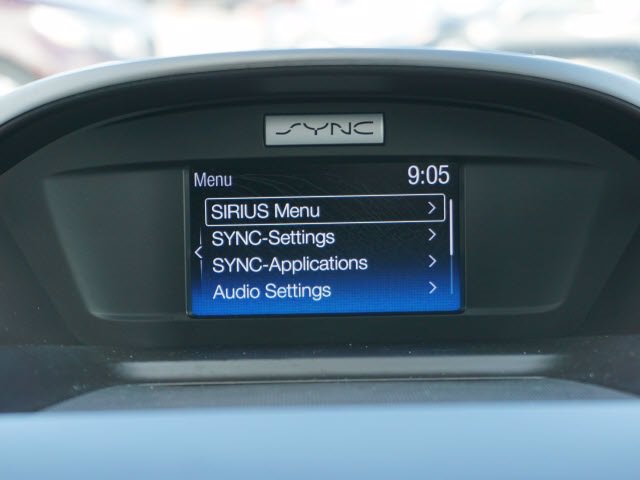 SYNC
Menu 9:05
SIRIUS Menu
SYNC-Settings
SYNC-Applications
Audio Settings